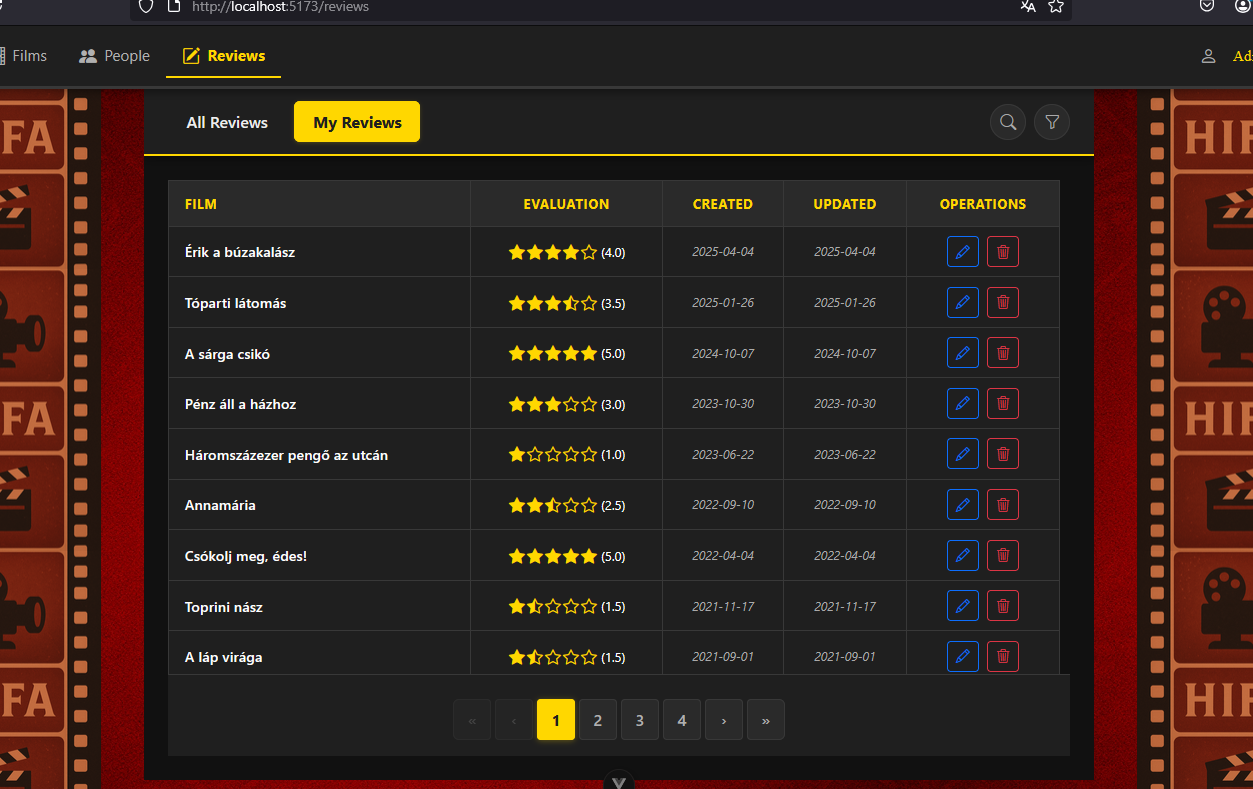 http://localhost:5173/reviews
Films People Reviews
All Reviews My Reviews
FILM EVALUATION CREATED UPDATED OPERATIONS
Érik a búzakalász (4.0) 2025-04-04 2025-04-04
Tóparti látomás (3.5) 2025-01-26 2025-01-26
A sárga csikó (5.0) 2024-10-07 2024-10-07
Pénz áll a házhoz (3.0) 2023-10-30 2023-10-30
Háromszázezer pengő az utcán (1.0) 2023-06-22 2023-06-22
Annamária (2.5) 2022-09-10 2022-09-10
Csókolj meg, édes! (5.0) 2022-04-04 2022-04-04
Toprini nász (1.5) 2021-11-17 2021-11-17
A láp virága (1.5) 2021-09-01 2021-09-01
« ‹ 1 2 3 4 › »